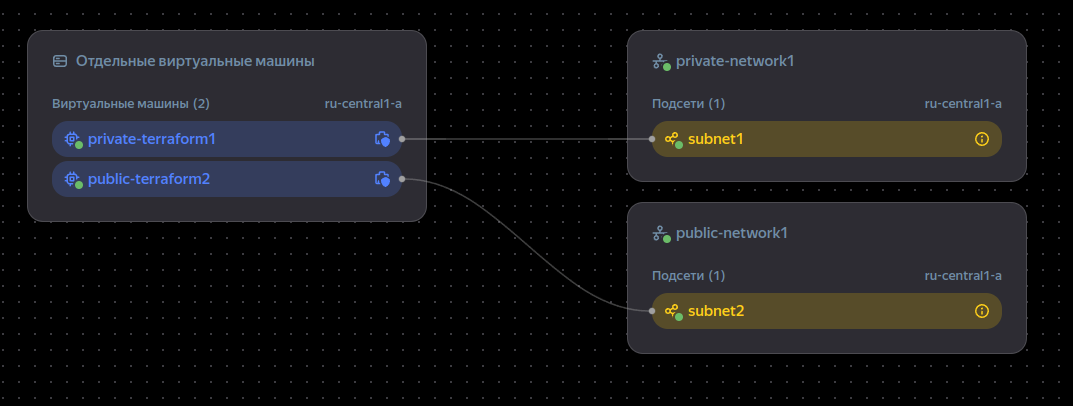 Отдельные виртуальные машины
Виртуальные машины (2) ru-central1-a
private-terraform1
public-terraform2
private-network1
Подсети (1) ru-central1-a
subnet1
public-network1
Подсети (1) ru-central1-a
subnet2